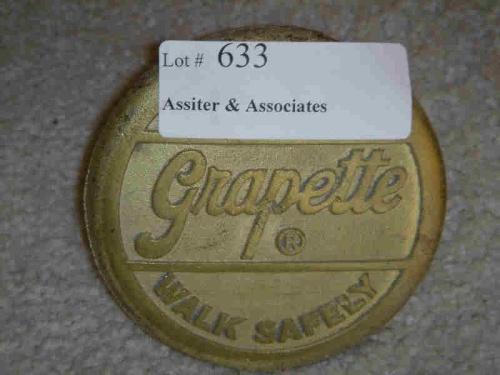 Lot # 633
Assiter & Associates
Grapette
®
WALK SAFELY